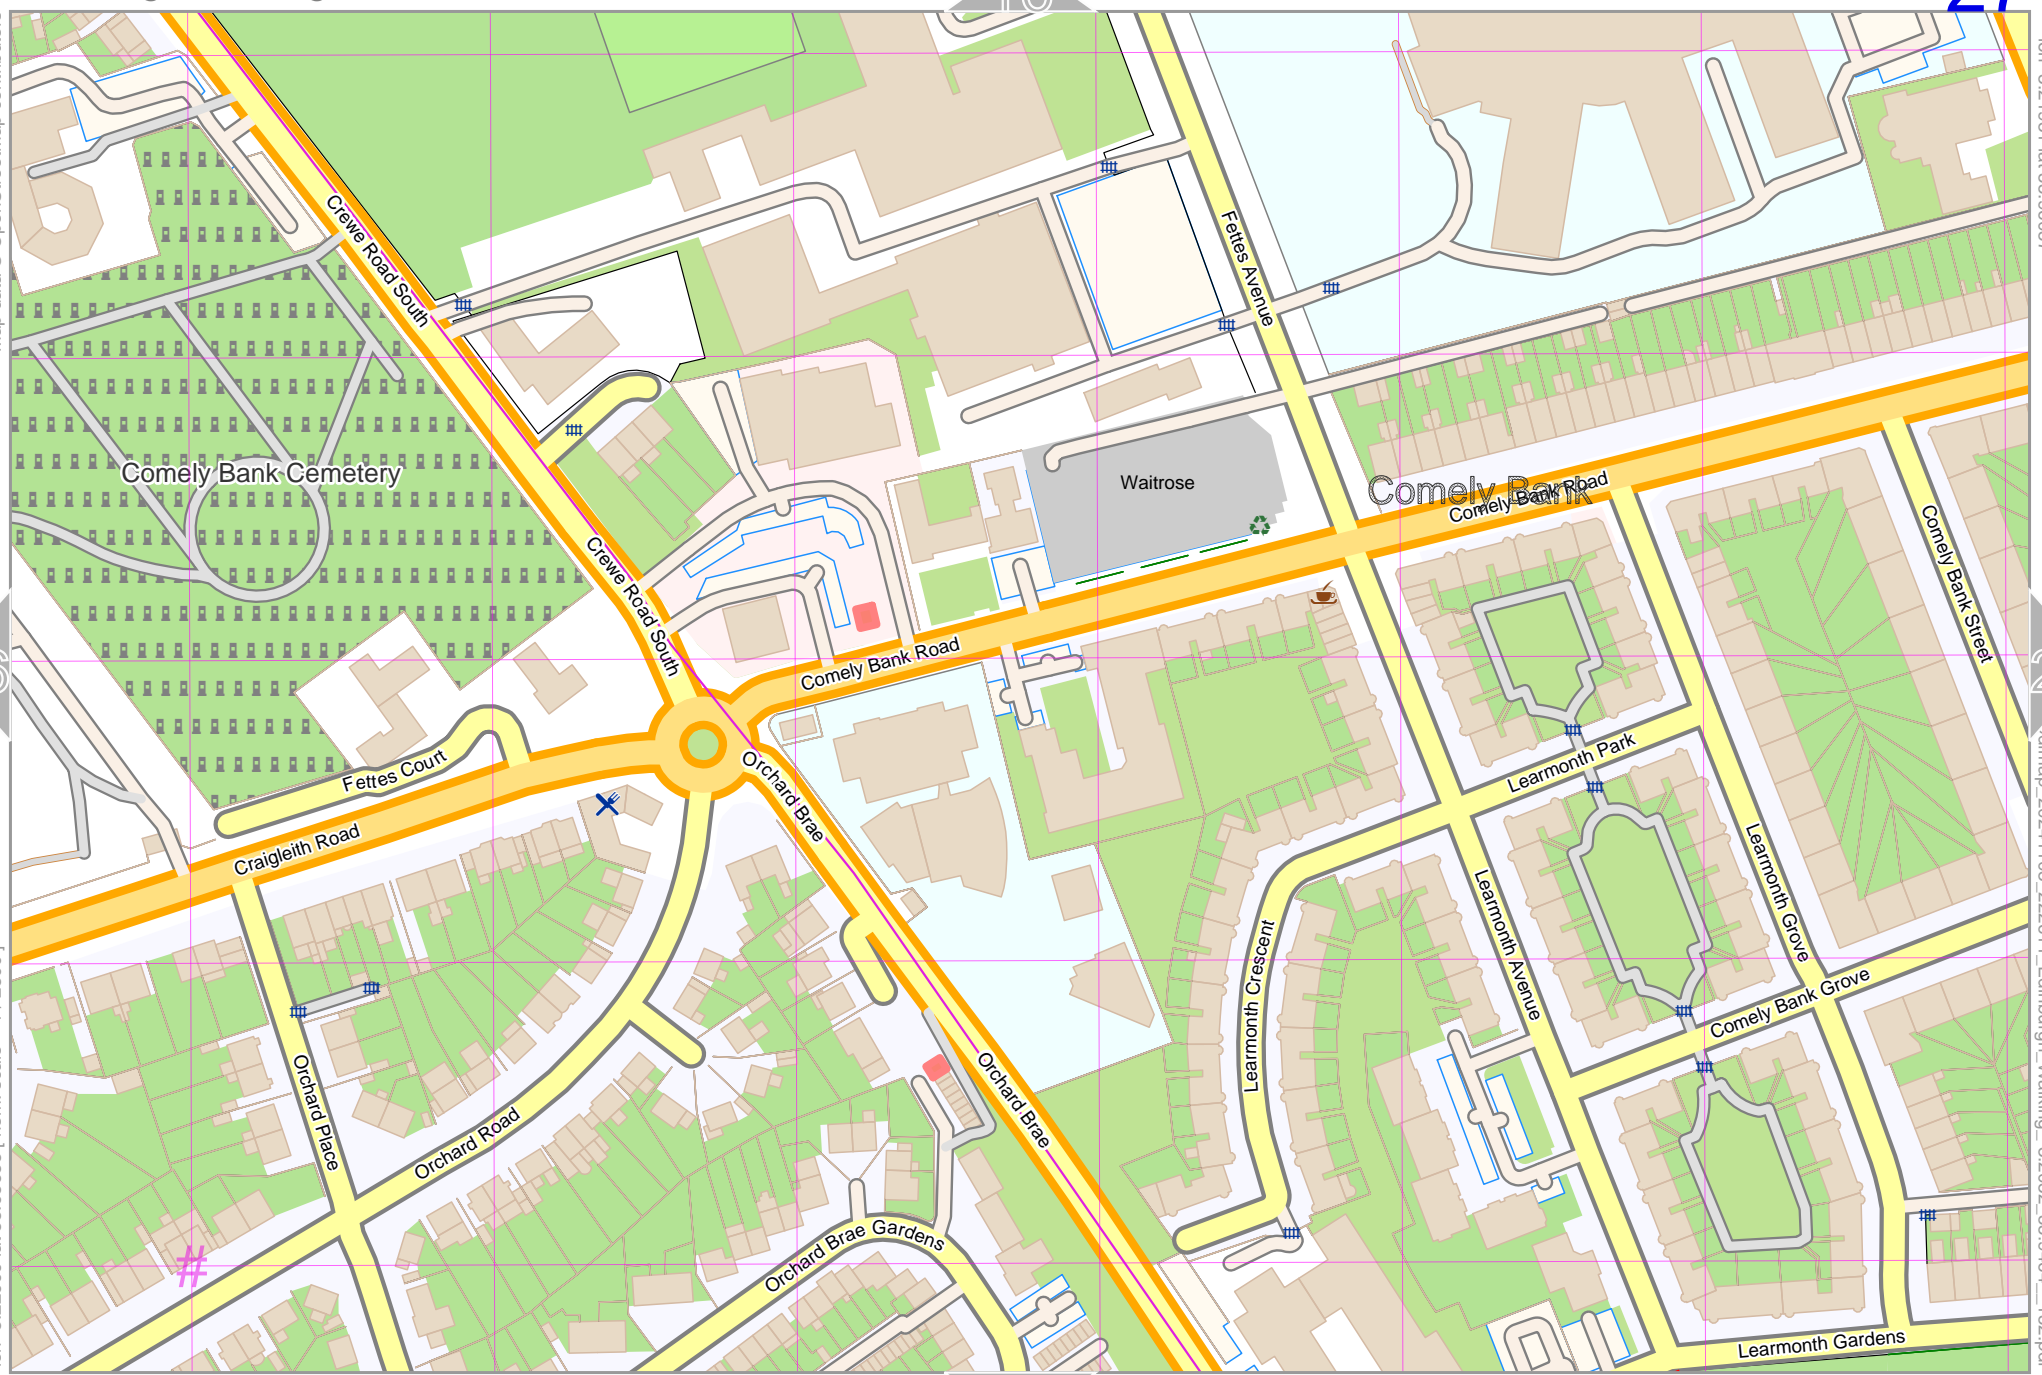 Crewe Road South
Fettes Avenue
Comely Bank Cemetery
Waitrose
Comely Bank
Comely Bank Road
Crewe Road South
Comely Bank Street
Comely Bank Road
Fettes Court
Orchard Brae
Learmonth Park
Craigleith Road
Learmonth Grove
Learmonth Avenue
Learmonth Crescent
Comely Bank Grove
Orchard Place
Orchard Road
Orchard Brae
Orchard Brae Gardens
#
Learmonth Gardens